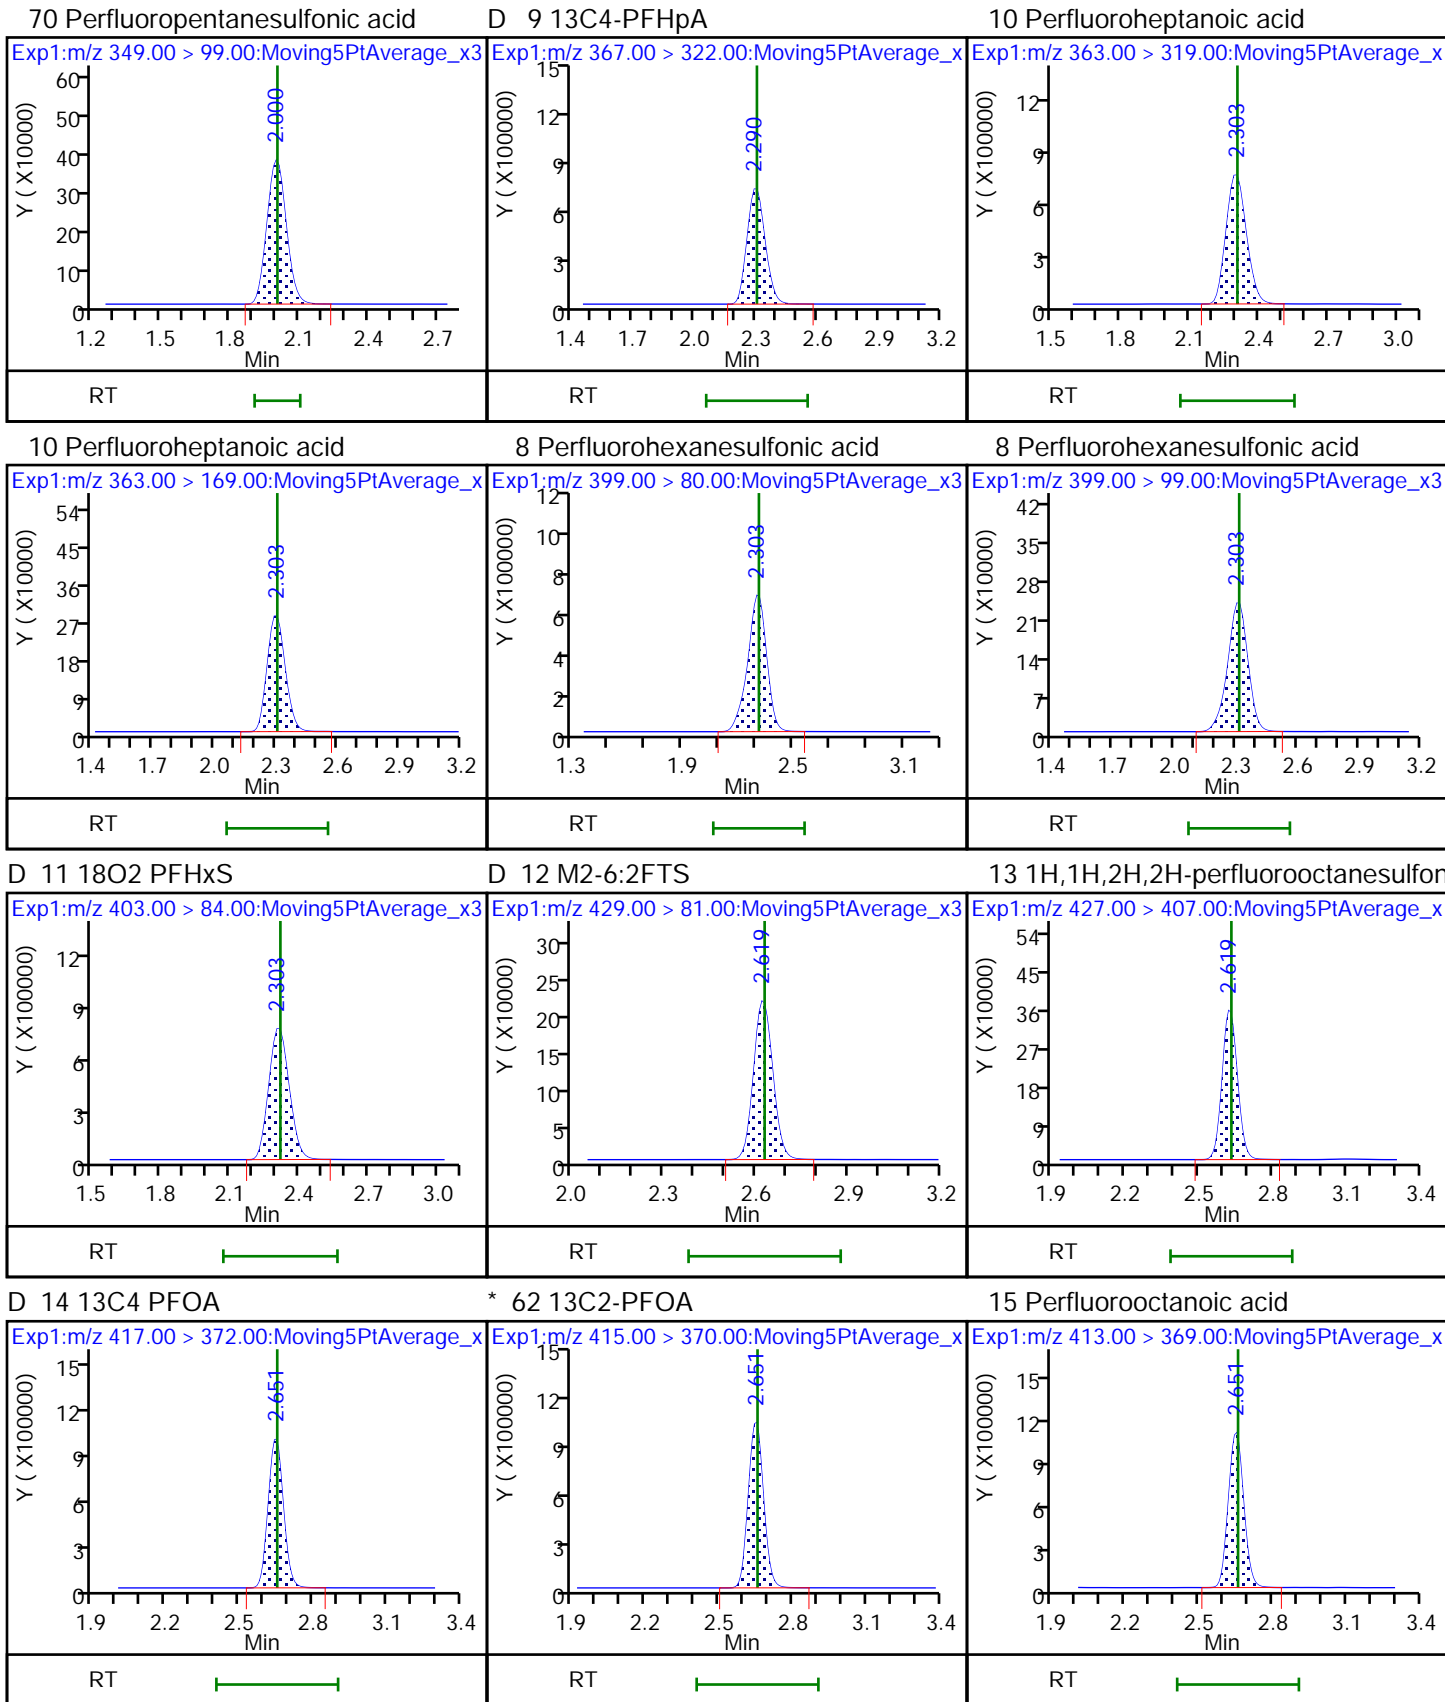 70 Perfluoropentanesulfonic acid
Exp1:m/z 349.00 > 99.00:Moving5PtAverage_x3
Y ( X10000)
60
50
40
30
20
10
0
2.000
1.2 1.5 1.8 2.1 2.4 2.7
Min
RT
D 9 13C4-PFHpA
Exp1:m/z 367.00 > 322.00:Moving5PtAverage_x
Y ( X100000)
15
12
9
6
3
0
2.290
1.4 1.7 2.0 2.3 2.6 2.9 3.2
Min
RT
10 Perfluoroheptanoic acid
Exp1:m/z 363.00 > 319.00:Moving5PtAverage_x
Y ( X100000)
12
9
6
3
0
2.303
1.5 1.8 2.1 2.4 2.7 3.0
Min
RT
10 Perfluoroheptanoic acid
Exp1:m/z 363.00 > 169.00:Moving5PtAverage_x
Y ( X10000)
54
45
36
27
18
9
0
2.303
1.4 1.7 2.0 2.3 2.6 2.9 3.2
Min
RT
8 Perfluorohexanesulfonic acid
Exp1:m/z 399.00 > 80.00:Moving5PtAverage_x3
Y ( X100000)
12
10
8
6
4
2
0
2.303
1.3 1.9 2.5 3.1
Min
RT
8 Perfluorohexanesulfonic acid
Exp1:m/z 399.00 > 99.00:Moving5PtAverage_x3
Y ( X10000)
42
35
28
21
14
7
0
2.303
1.4 1.7 2.0 2.3 2.6 2.9 3.2
Min
RT
D 11 18O2 PFHxS
Exp1:m/z 403.00 > 84.00:Moving5PtAverage_x3
Y ( X100000)
12
9
6
3
0
2.303
1.5 1.8 2.1 2.4 2.7 3.0
Min
RT
D 12 M2-6:2FTS
Exp1:m/z 429.00 > 81.00:Moving5PtAverage_x3
Y ( X10000)
30
25
20
15
10
5
0
2.619
2.0 2.3 2.6 2.9 3.2
Min
RT
13 1H,1H,2H,2H-perfluorooctanesulfon
Exp1:m/z 427.00 > 407.00:Moving5PtAverage_x
Y ( X10000)
54
45
36
27
18
9
0
2.619
1.9 2.2 2.5 2.8 3.1 3.4
Min
RT
D 14 13C4 PFOA
Exp1:m/z 417.00 > 372.00:Moving5PtAverage_x
Y ( X100000)
15
12
9
6
3
0
2.651
1.9 2.2 2.5 2.8 3.1 3.4
Min
RT
* 62 13C2-PFOA
Exp1:m/z 415.00 > 370.00:Moving5PtAverage_x
Y ( X100000)
15
12
9
6
3
0
2.651
1.9 2.2 2.5 2.8 3.1 3.4
Min
RT
15 Perfluorooctanoic acid
Exp1:m/z 413.00 > 369.00:Moving5PtAverage_x
Y ( X100000)
15
12
9
6
3
0
2.651
1.9 2.2 2.5 2.8 3.1 3.4
Min
RT